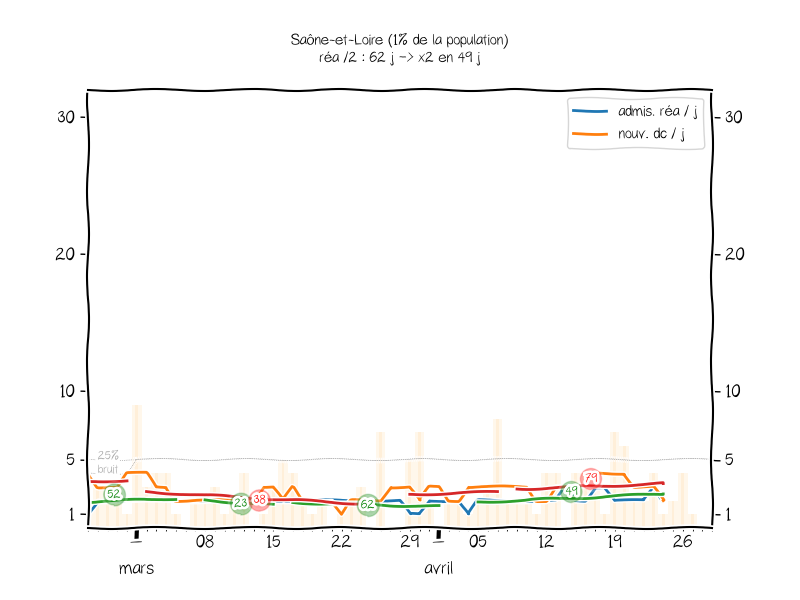 Saône-et-Loire (1% de la population)
réa /2 : 62 j -> x2 en 49 j
admis. réa / j
nouv. dc / j
30
30
20
20
10
10
5
5
1
1
25%
bruit
52
23
38
62
49
79
1 08 15 22 29 1 05 12 19 26
mars avril